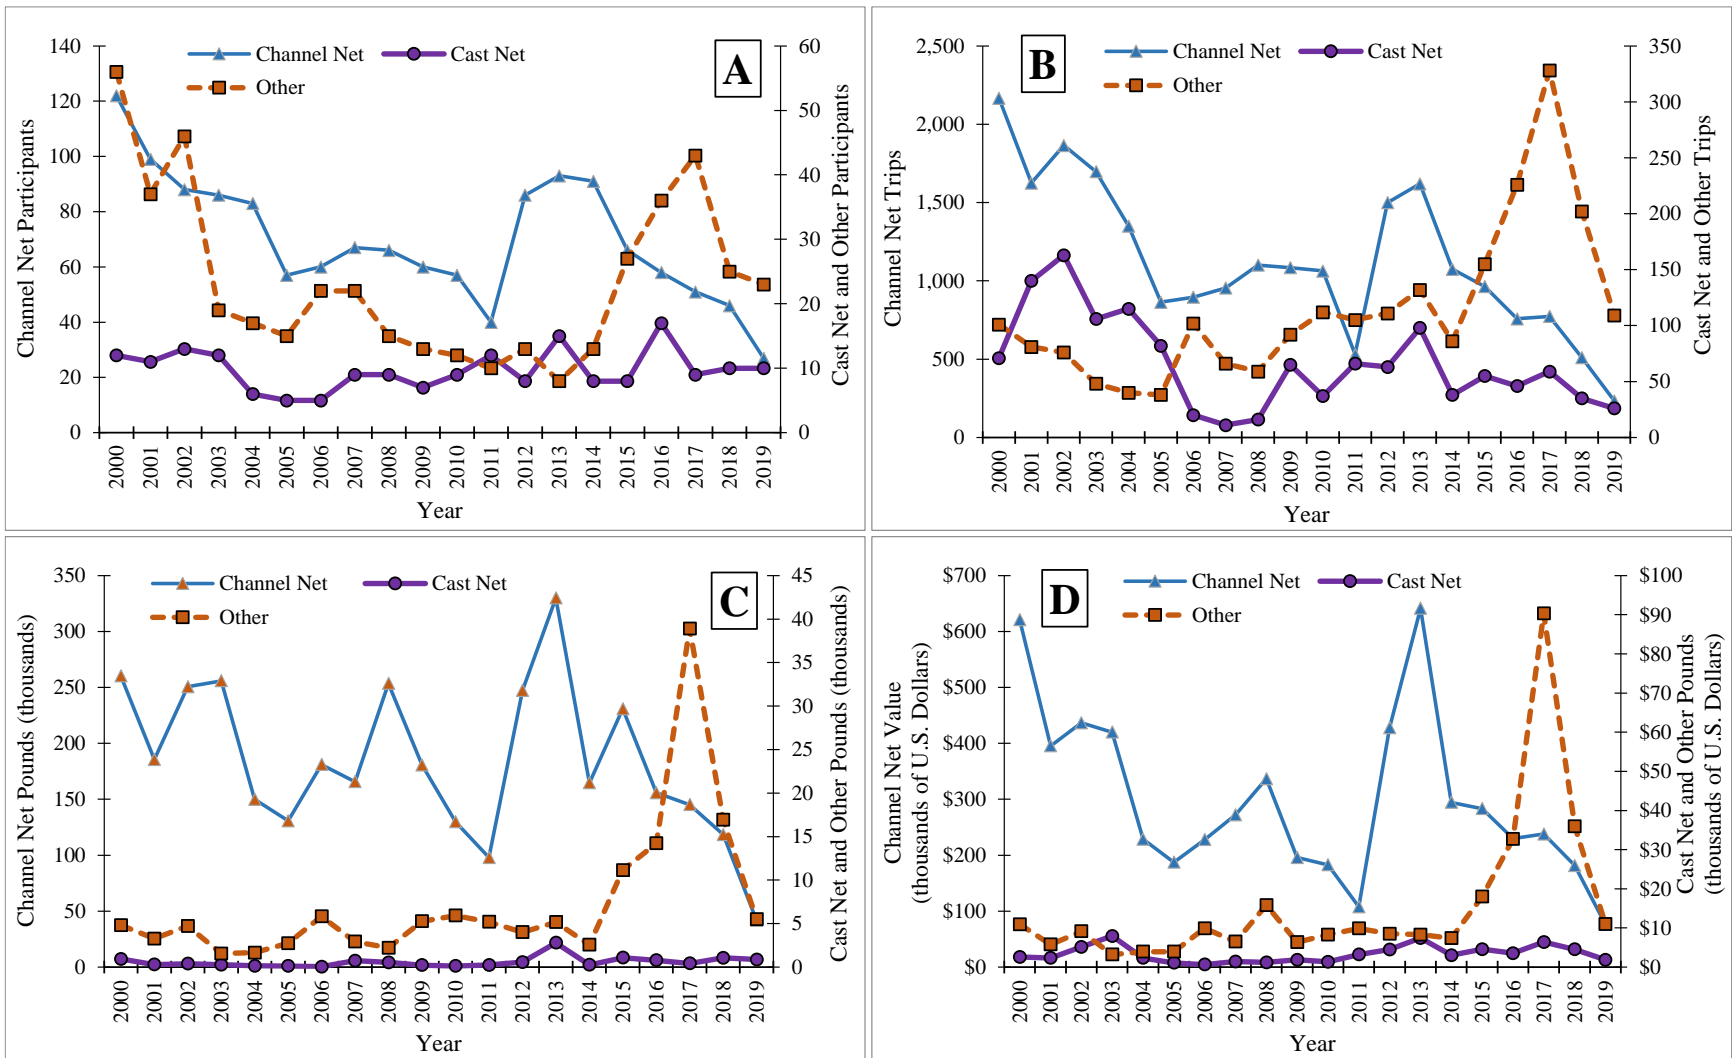 Channel Net
Cast Net
Other
A
140
120
100
80
60
40
20
0
60
50
40
30
20
10
0
Channel Net Participants
Cast Net and Other Participants
2000 2001 2002 2003 2004 2005 2006 2007 2008 2009 2010 2011 2012 2013 2014 2015 2016 2017 2018 2019
Year
Channel Net
Cast Net
Other
B
2,500
2,000
1,500
1,000
500
0
350
300
250
200
150
100
50
0
Channel Net Trips
Cast Net and Other Trips
2000 2001 2002 2003 2004 2005 2006 2007 2008 2009 2010 2011 2012 2013 2014 2015 2016 2017 2018 2019
Year
Channel Net
Cast Net
Other
C
350
300
250
200
150
100
50
0
45
40
35
30
25
20
15
10
5
0
Channel Net Pounds (thousands)
Cast Net and Other Pounds (thousands)
2000 2001 2002 2003 2004 2005 2006 2007 2008 2009 2010 2011 2012 2013 2014 2015 2016 2017 2018 2019
Year
Channel Net
Cast Net
Other
D
$700
$600
$500
$400
$300
$200
$100
$0
$100
$90
$80
$70
$60
$50
$40
$30
$20
$10
$0
Channel Net Value
(thousands of U.S. Dollars)
Cast Net and Other Pounds
(thousands of U.S. Dollars)
2000 2001 2002 2003 2004 2005 2006 2007 2008 2009 2010 2011 2012 2013 2014 2015 2016 2017 2018 2019
Year